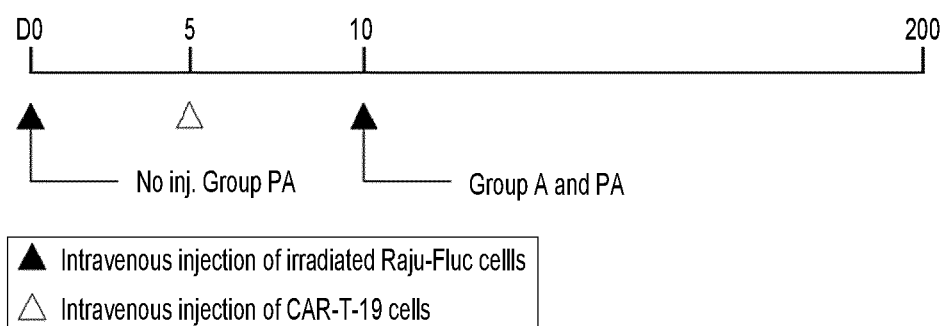 D0 5 10 200
No inj. Group PA
Group A and PA
Intravenous injection of irradiated Raju-Fluc cellls
Intravenous injection of CAR-T-19 cells